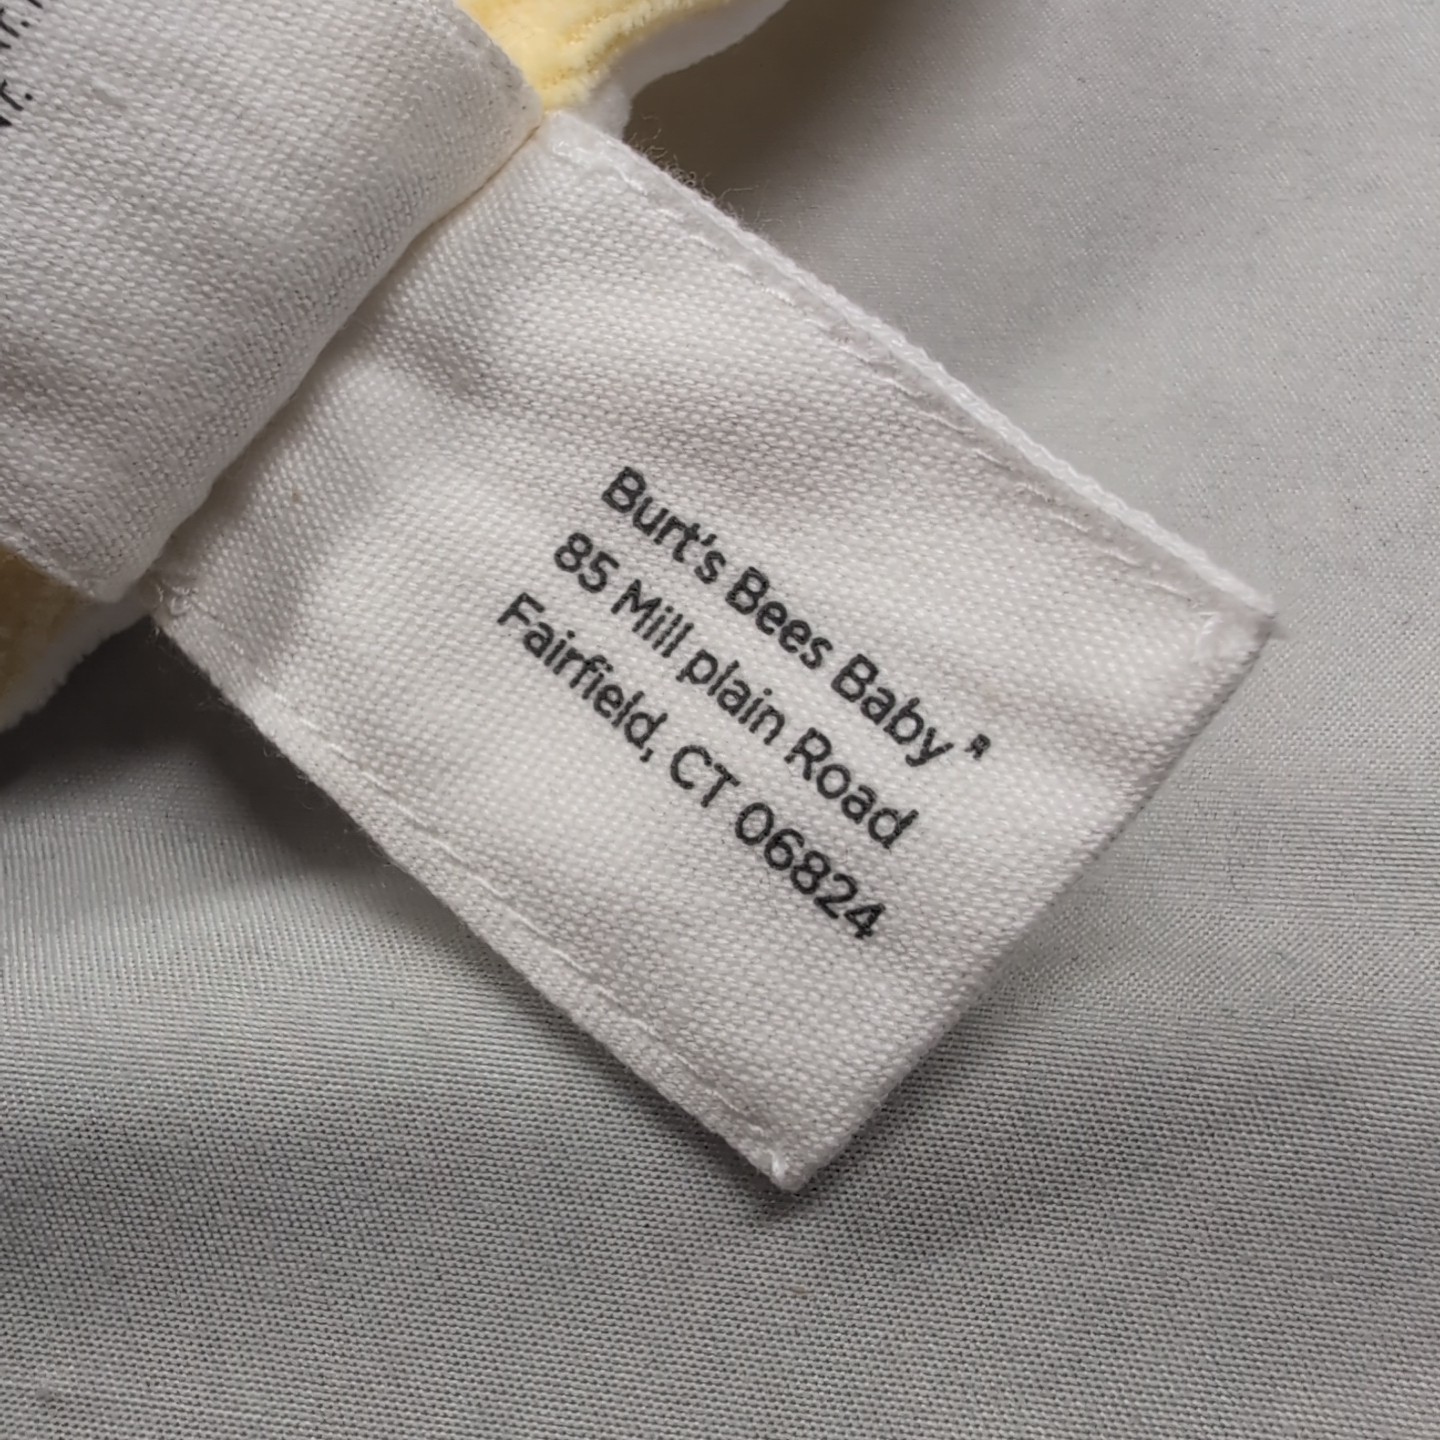 Burt's Bees Baby ®
85 Mill plain Road
Fairfield, CT 06824